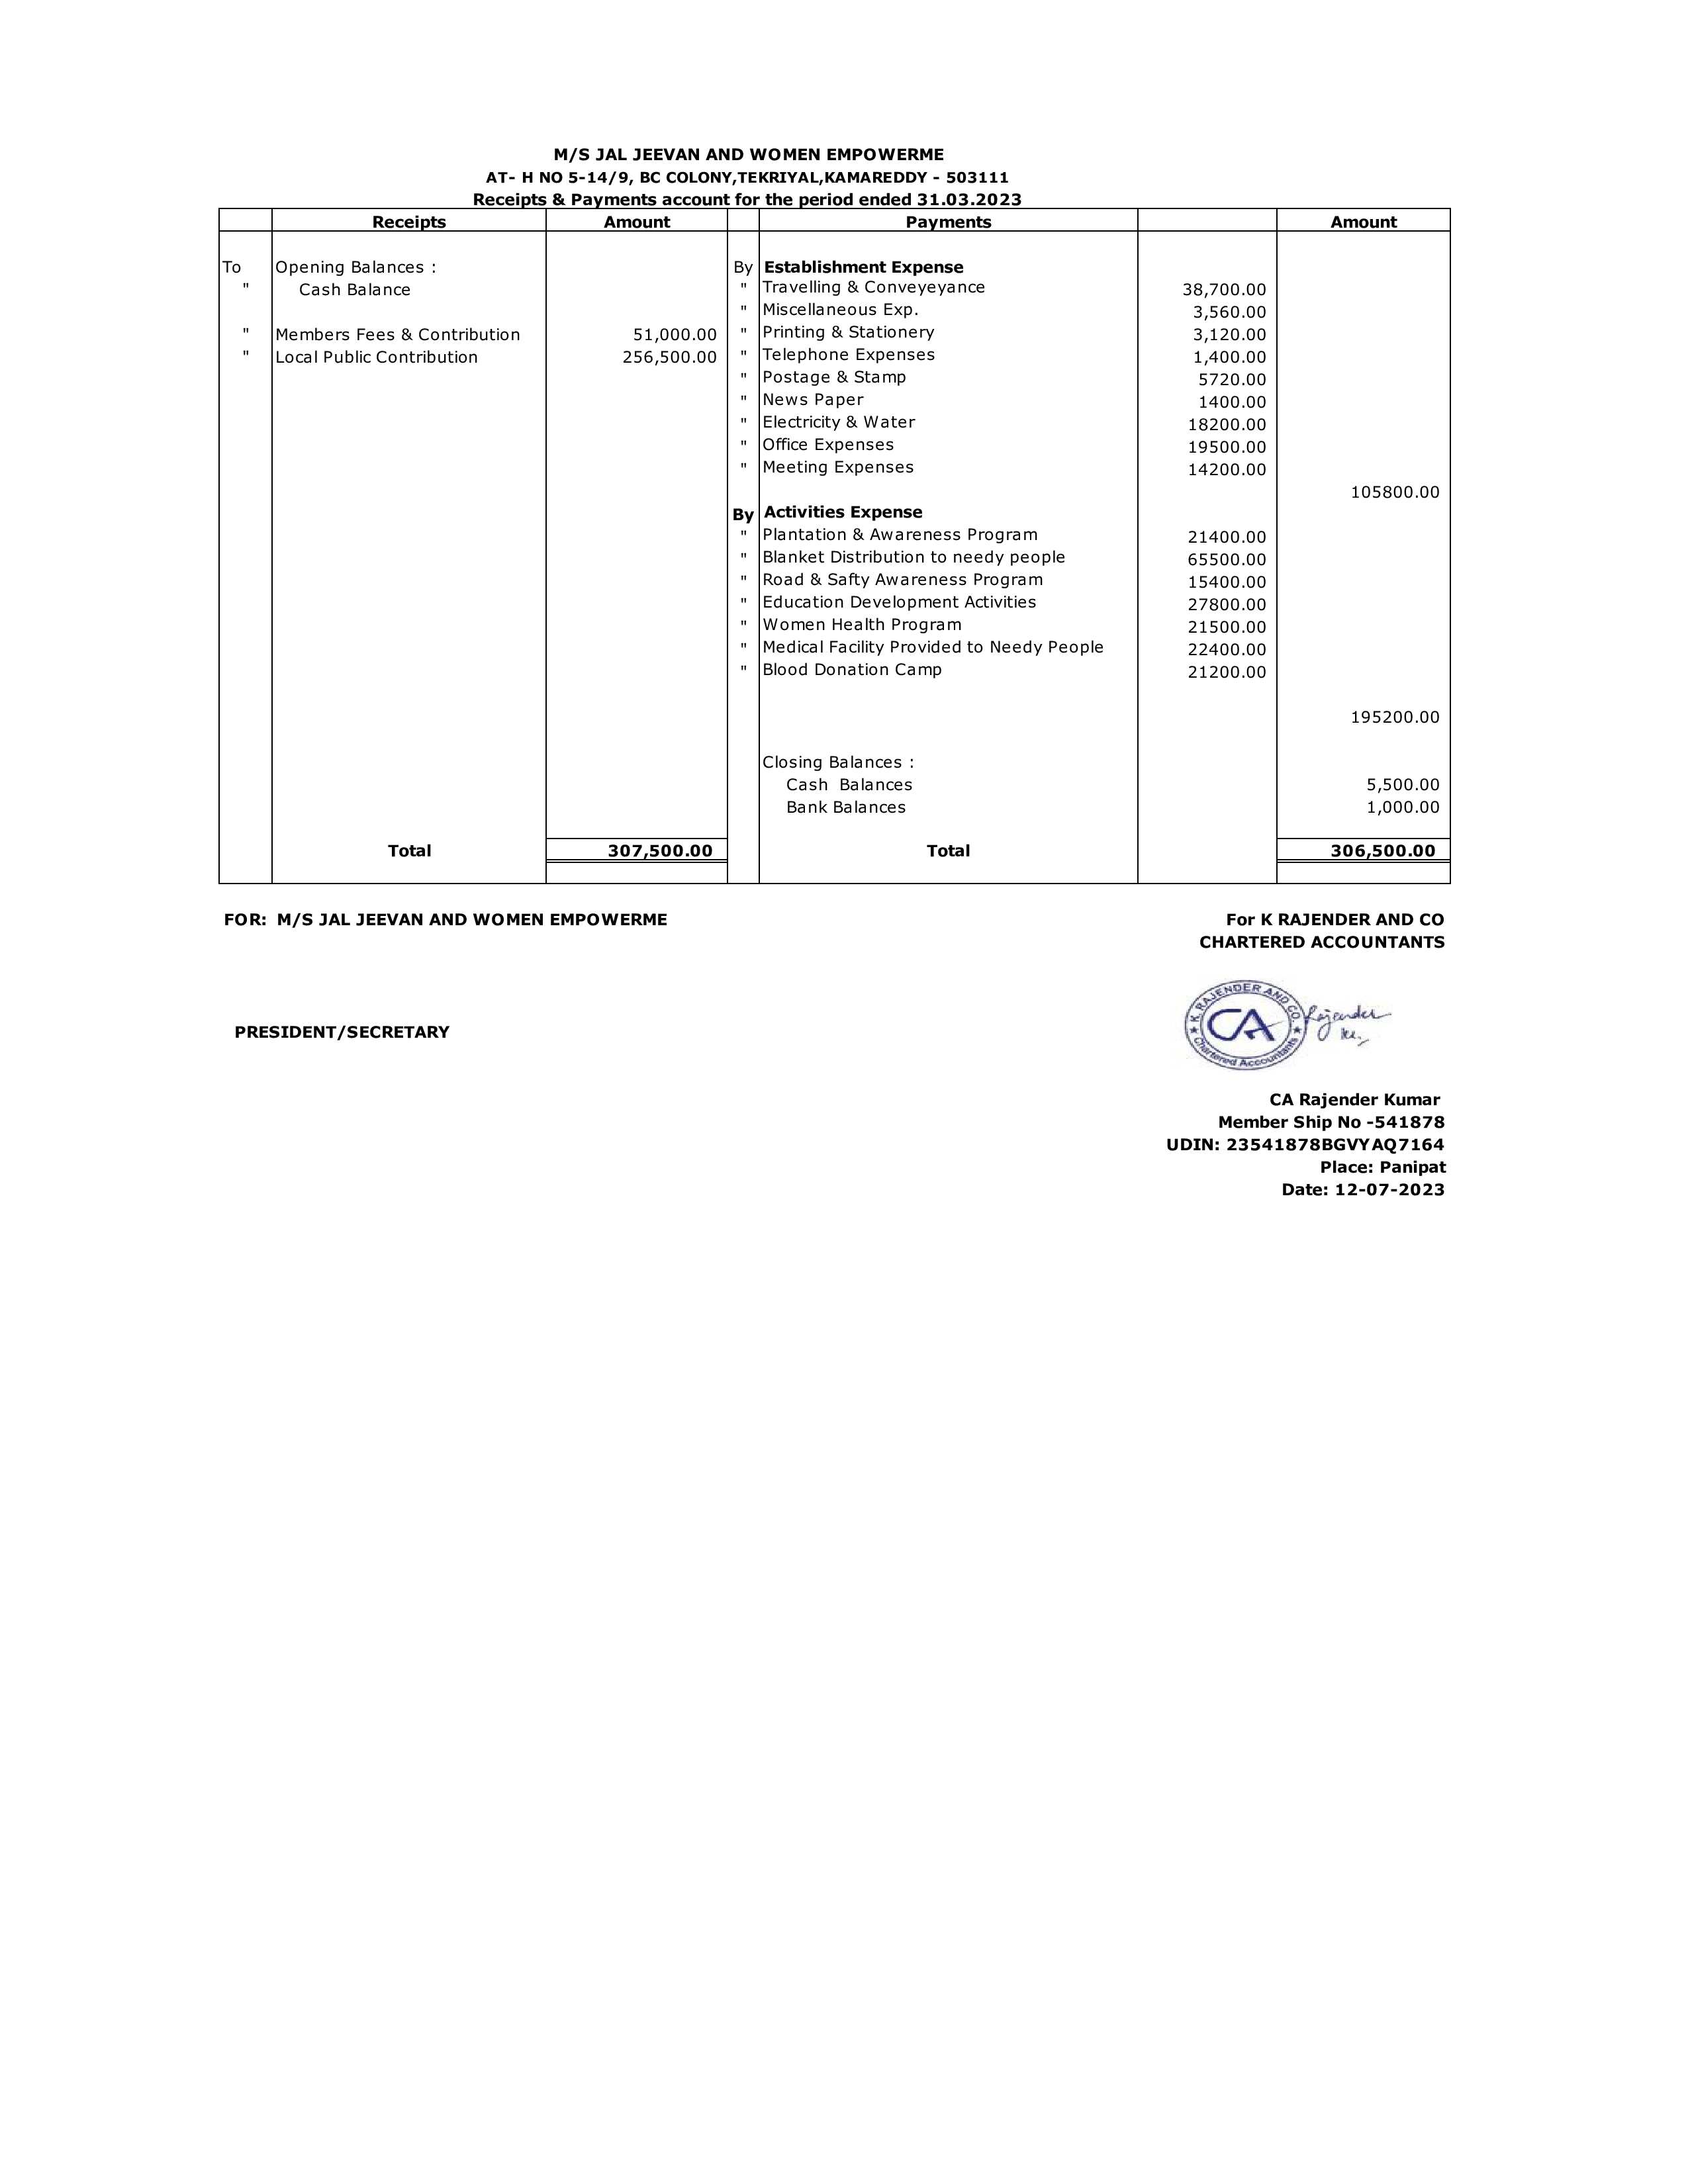 M/S JAL JEEVAN AND WOMEN EMPOWERME
AT- H NO 5-14/9, BC COLONY,TEKRIYAL,KAMAREDDY - 503111
Receipts & Payments account for the period ended 31.03.2023
Receipts Amount Payments Amount
To Opening Balances : By Establishment Expense
" Cash Balance " Travelling & Conveyeyance 38,700.00
" Miscellaneous Exp. 3,560.00
" Members Fees & Contribution 51,000.00 " Printing & Stationery 3,120.00
" Local Public Contribution 256,500.00 " Telephone Expenses 1,400.00
" Postage & Stamp 5720.00
" News Paper 1400.00
" Electricity & Water 18200.00
" Office Expenses 19500.00
" Meeting Expenses 14200.00
105800.00
By Activities Expense
" Plantation & Awareness Program 21400.00
" Blanket Distribution to needy people 65500.00
" Road & Safty Awareness Program 15400.00
" Education Development Activities 27800.00
" Women Health Program 21500.00
" Medical Facility Provided to Needy People 22400.00
" Blood Donation Camp 21200.00
195200.00
Closing Balances :
Cash Balances 5,500.00
Bank Balances 1,000.00
Total 307,500.00 Total 306,500.00
FOR: M/S JAL JEEVAN AND WOMEN EMPOWERME For K RAJENDER AND CO
CHARTERED ACCOUNTANTS
K. RAJENDER AND CO.
CA
Chartered Accountants
Rajender
Kr.
PRESIDENT/SECRETARY
CA Rajender Kumar
Member Ship No -541878
UDIN: 23541878BGVYAQ7164
Place: Panipat
Date: 12-07-2023